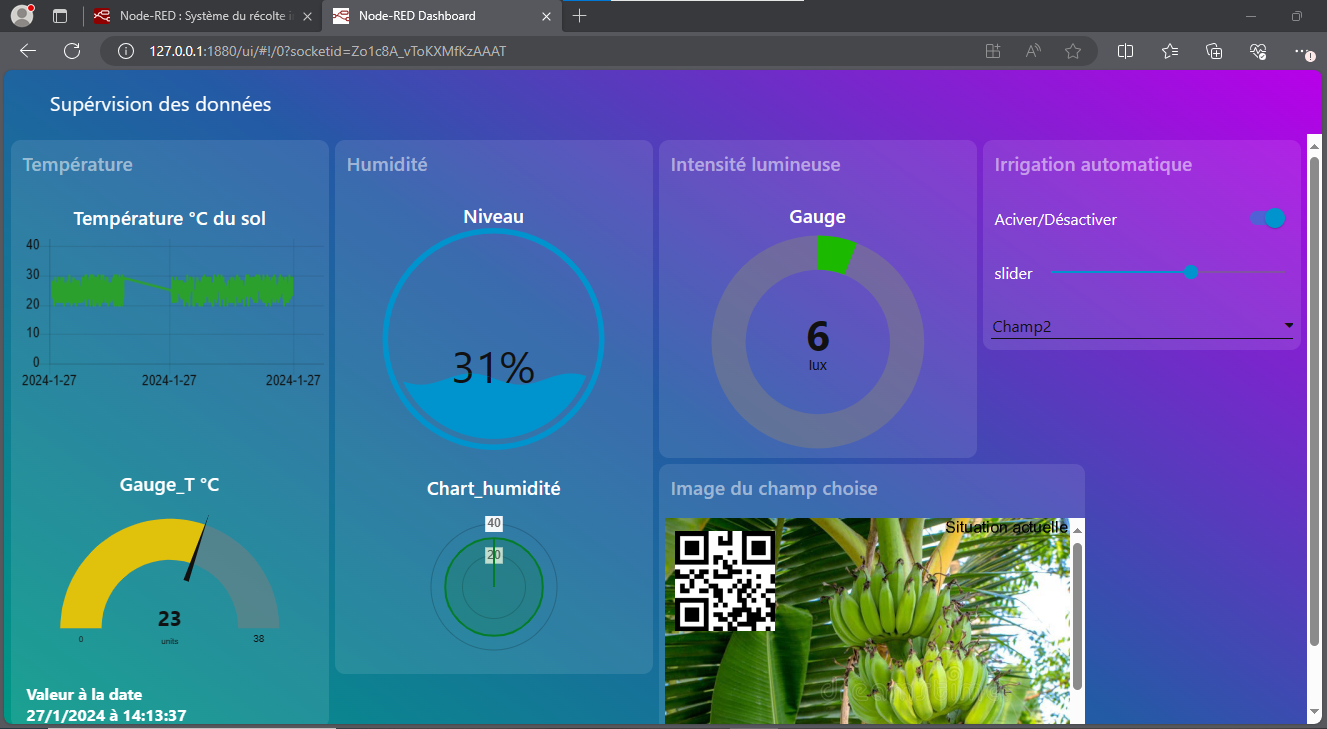 Node-RED : Système du récolte i
Node-RED Dashboard
127.0.0.1:1880/ui/#!/0?socketid=Zo1c8A_vToKXMfKzAAAT
Supérvision des données
Température
Température °C du sol
40
30
20
10
0
2024-1-27 2024-1-27 2024-1-27
Gauge_T °C
23
units
0 38
Valeur à la date
27/1/2024 à 14:13:37
Humidité
Niveau
31%
Chart_humidité
40
20
Intensité lumineuse
Gauge
6
lux
Irrigation automatique
Aciver/Désactiver
slider
Champ2
Image du champ choise
Situation actuelle